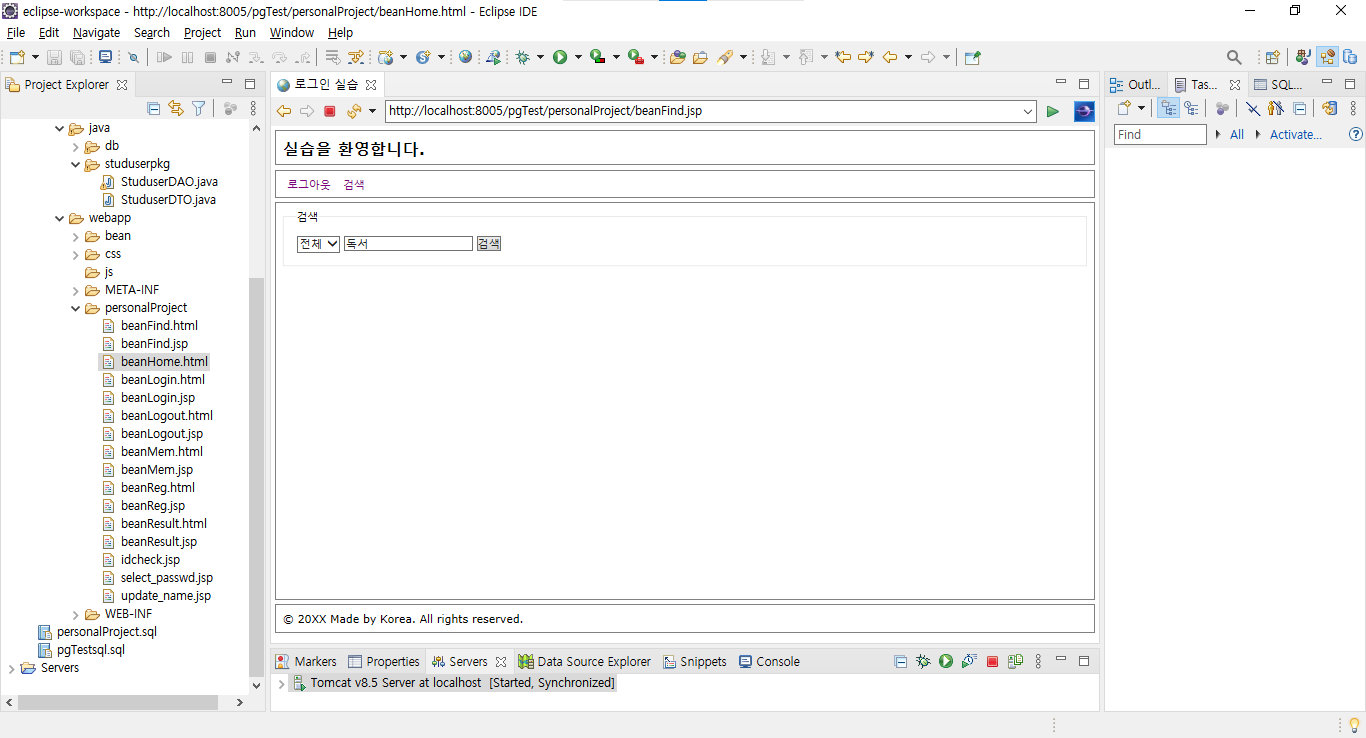 eclipse-workspace - http://localhost:8005/pgTest/personalProject/beanHome.html - Eclipse IDE
File Edit Navigate Search Project Run Window Help
Project Explorer
로그인 실습
Outl... Tas... SQL...
http://localhost:8005/pgTest/personalProject/beanFind.jsp
Find All Activate...
java
db
studuserpkg
StuduserDAO.java
StuduserDTO.java
webapp
bean
css
js
META-INF
personalProject
beanFind.html
beanFind.jsp
beanHome.html
beanLogin.html
beanLogin.jsp
beanLogout.html
beanLogout.jsp
beanMem.html
beanMem.jsp
beanReg.html
beanReg.jsp
beanResult.html
beanResult.jsp
idcheck.jsp
select_passwd.jsp
update_name.jsp
WEB-INF
personalProject.sql
pgTestsql.sql
Servers
실습을 환영합니다.
로그아웃 검색
검색
전체 독서 검색
© 20XX Made by Korea. All rights reserved.
Markers Properties Servers Data Source Explorer Snippets Console
Tomcat v8.5 Server at localhost [Started, Synchronized]